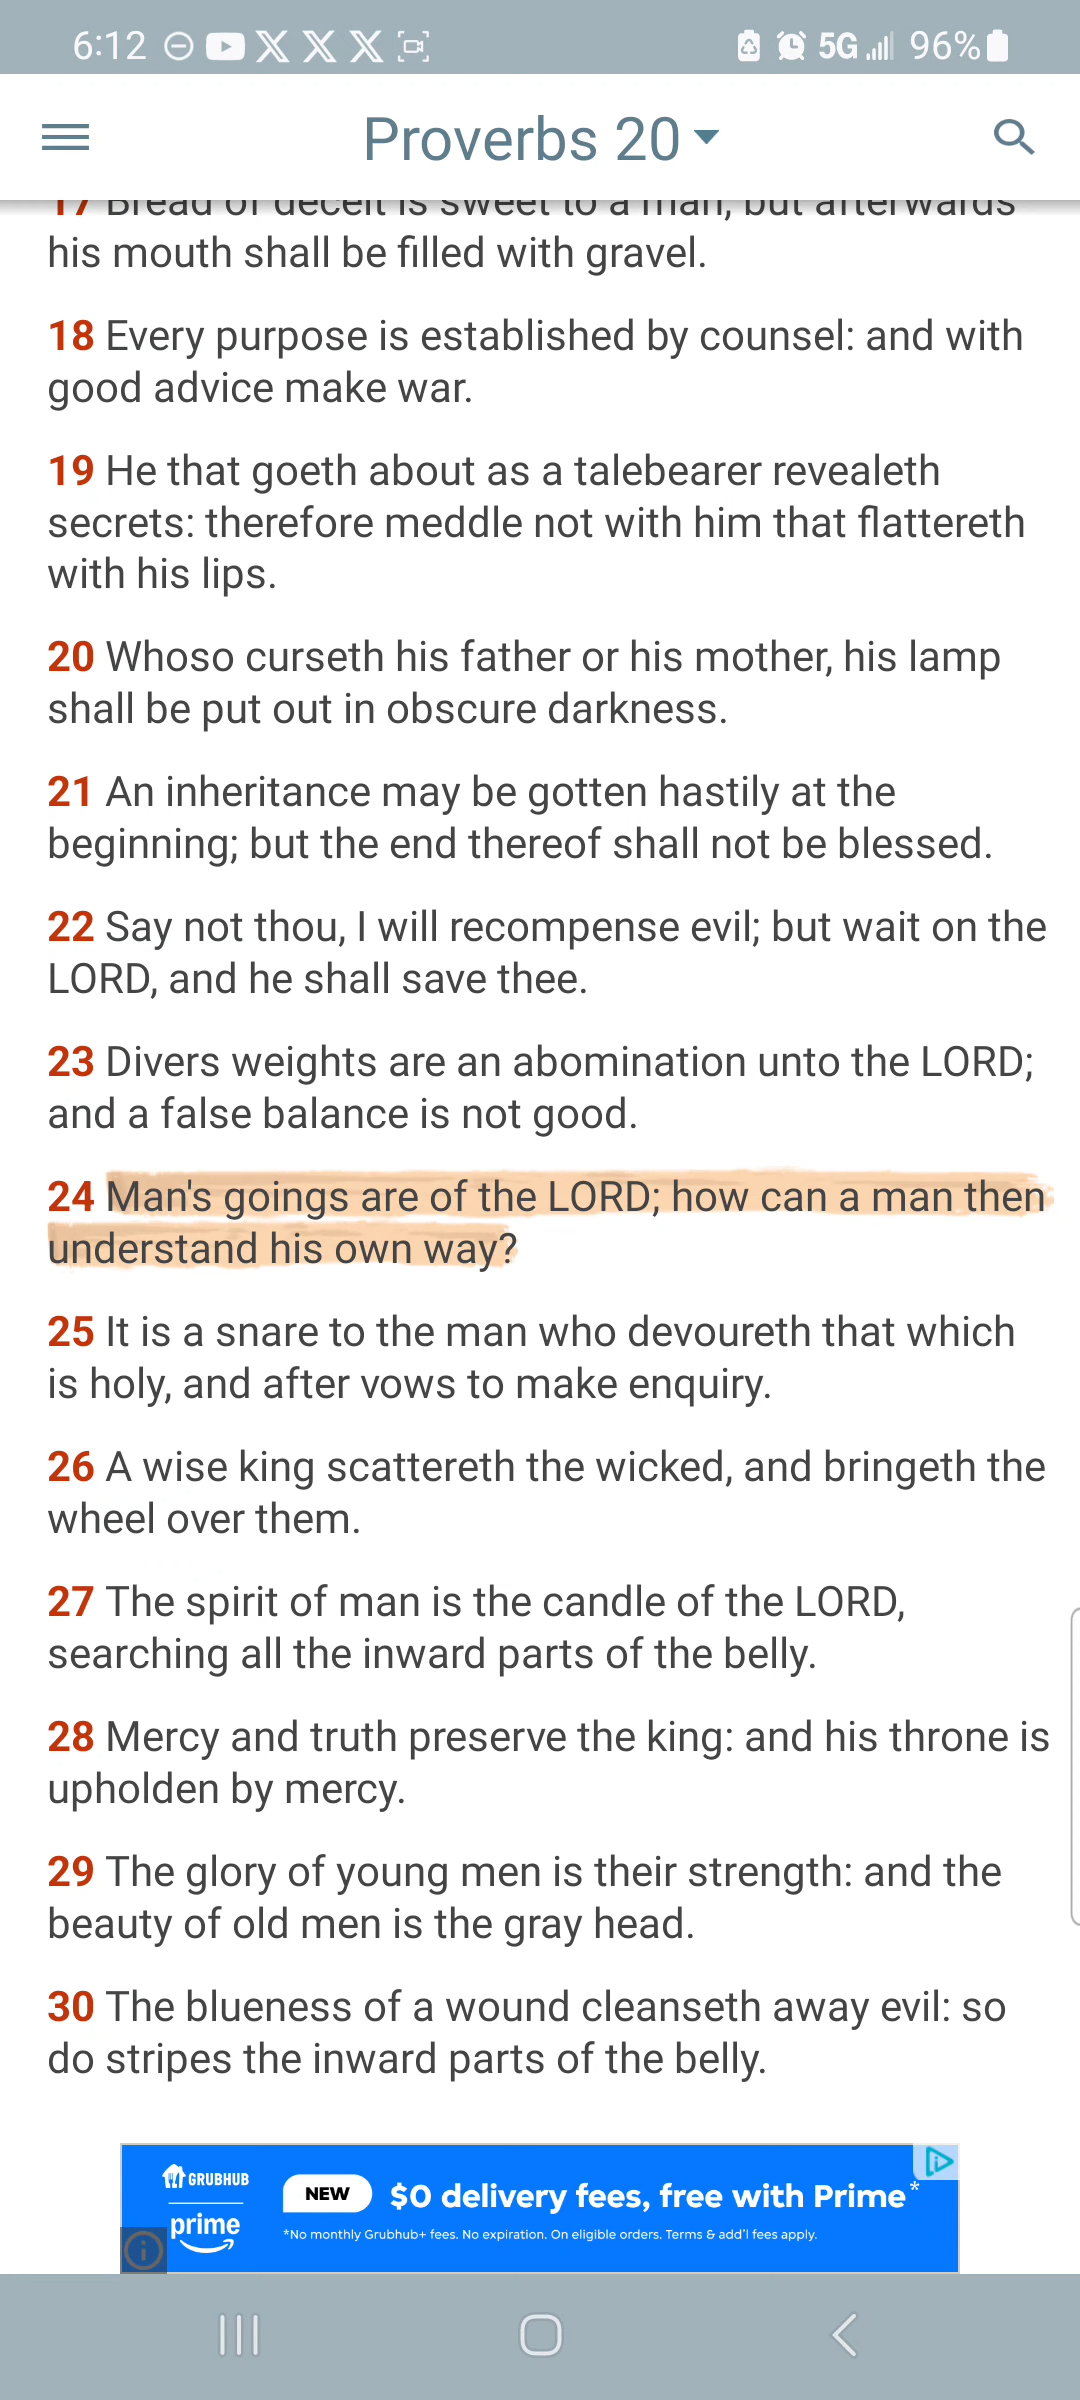 6:12 5G 96%
Proverbs 20
17 Bread of deceit is sweet to a man; but afterwards
his mouth shall be filled with gravel.
18 Every purpose is established by counsel: and with
good advice make war.
19 He that goeth about as a talebearer revealeth
secrets: therefore meddle not with him that flattereth
with his lips.
20 Whoso curseth his father or his mother, his lamp
shall be put out in obscure darkness.
21 An inheritance may be gotten hastily at the
beginning; but the end thereof shall not be blessed.
22 Say not thou, I will recompense evil; but wait on the
LORD, and he shall save thee.
23 Divers weights are an abomination unto the LORD;
and a false balance is not good.
24 Man's goings are of the LORD; how can a man then
understand his own way?
25 It is a snare to the man who devoureth that which
is holy, and after vows to make enquiry.
26 A wise king scattereth the wicked, and bringeth the
wheel over them.
27 The spirit of man is the candle of the LORD,
searching all the inward parts of the belly.
28 Mercy and truth preserve the king: and his throne is
upholden by mercy.
29 The glory of young men is their strength: and the
beauty of old men is the gray head.
30 The blueness of a wound cleanseth away evil: so
do stripes the inward parts of the belly.
GRUBHUB
prime
NEW $0 delivery fees, free with Prime*
*No monthly Grubhub+ fees. No expiration. On eligible orders. Terms & add'l fees apply.